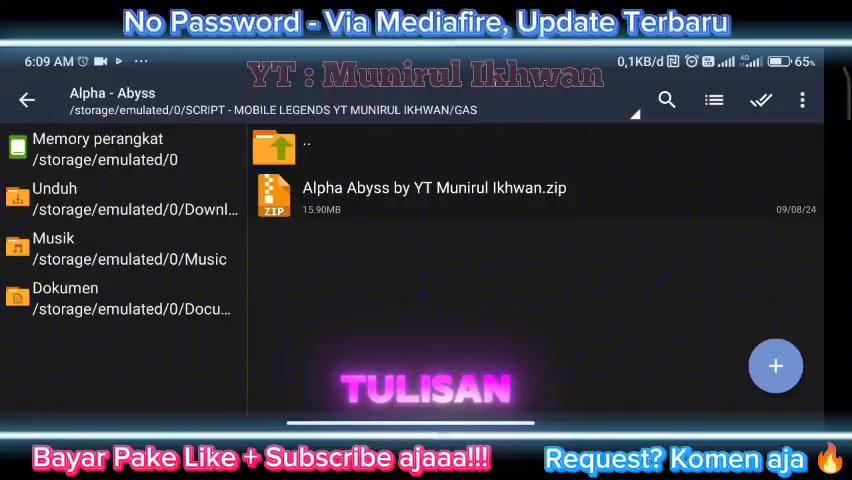 No Password - Via Mediafire, Update Terbaru
6:09 AM ... 0,1KB/d 4G 65%
YT : Munirul Ikhwan
Alpha - Abyss
/storage/emulated/0/SCRIPT - MOBILE LEGENDS YT MUNIRUL IKHWAN/GAS
Memory perangkat
/storage/emulated/0
..
Unduh
/storage/emulated/0/Downl...
Alpha Abyss by YT Munirul Ikhwan.zip
ZIP
15.90MB
09/08/24
Musik
/storage/emulated/0/Music
Dokumen
/storage/emulated/0/Docu...
+
TULISAN
Bayar Pake Like + Subscribe ajaaa!!!
Request? Komen aja 🔥